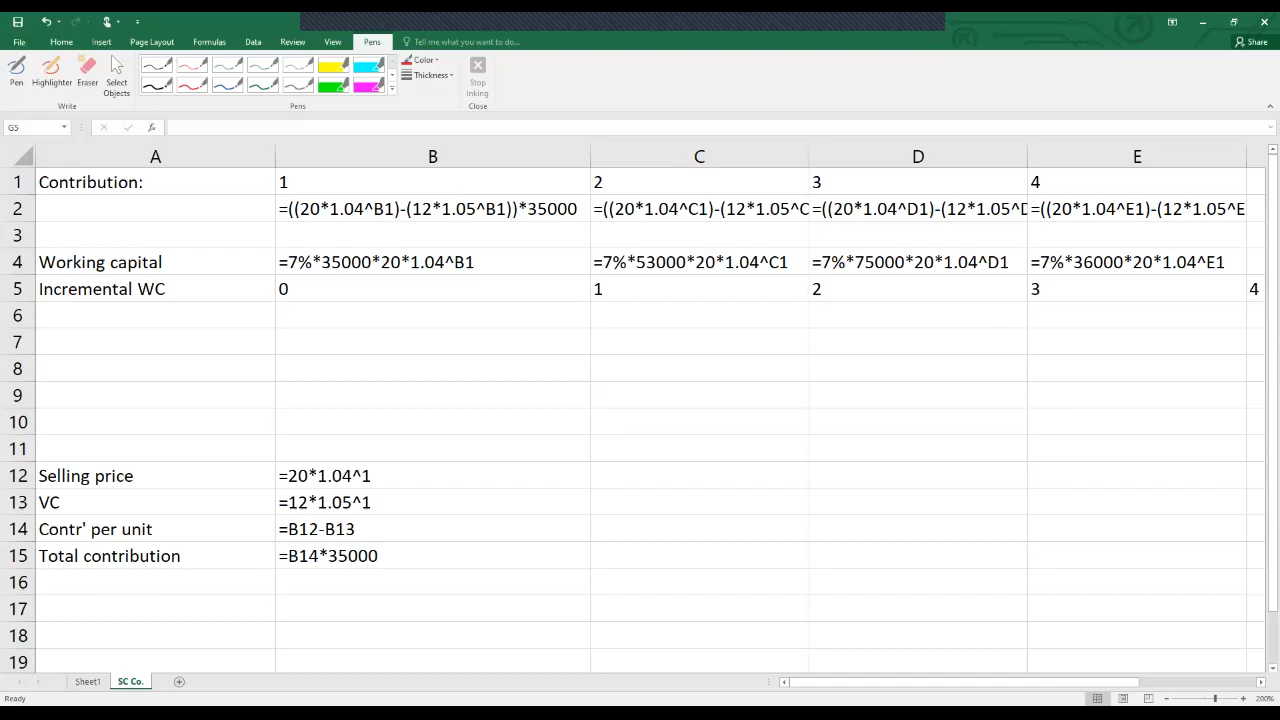 File Home Insert Page Layout Formulas Data Review View Pens Tell me what you want to do... Share
Pen Highlighter Eraser Select Objects Color Thickness Stop Inking
Write Pens Close
G5 fx
A B C D E
1 Contribution: 1 2 3 4
2 =((20*1.04^B1)-(12*1.05^B1))*35000 =((20*1.04^C1)-(12*1.05^C =((20*1.04^D1)-(12*1.05^D =((20*1.04^E1)-(12*1.05^E
3
4 Working capital =7%*35000*20*1.04^B1 =7%*53000*20*1.04^C1 =7%*75000*20*1.04^D1 =7%*36000*20*1.04^E1
5 Incremental WC 0 1 2 3 4
6
7
8
9
10
11
12 Selling price =20*1.04^1
13 VC =12*1.05^1
14 Contr' per unit =B12-B13
15 Total contribution =B14*35000
16
17
18
19
Sheet1 SC Co.
Ready 200%